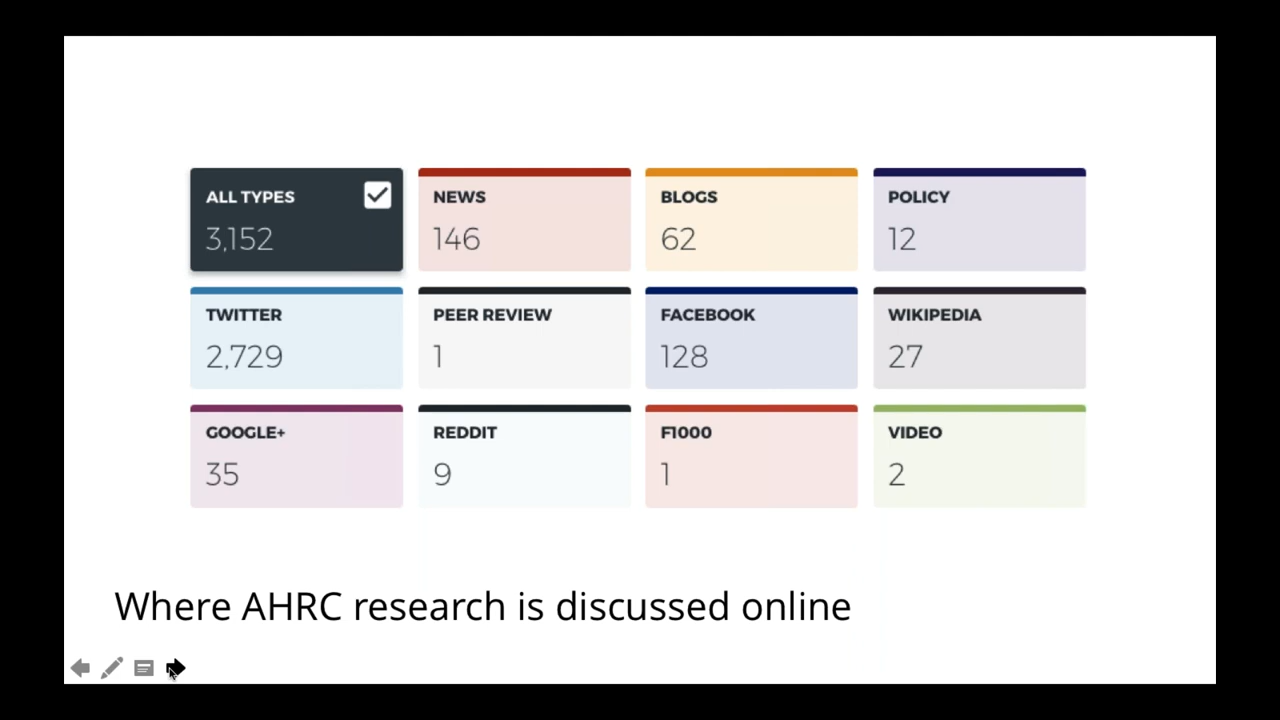 ALL TYPES
3,152
NEWS
146
BLOGS
62
POLICY
12
TWITTER
2,729
PEER REVIEW
1
FACEBOOK
128
WIKIPEDIA
27
GOOGLE+
35
REDDIT
9
F1000
1
VIDEO
2
Where AHRC research is discussed online